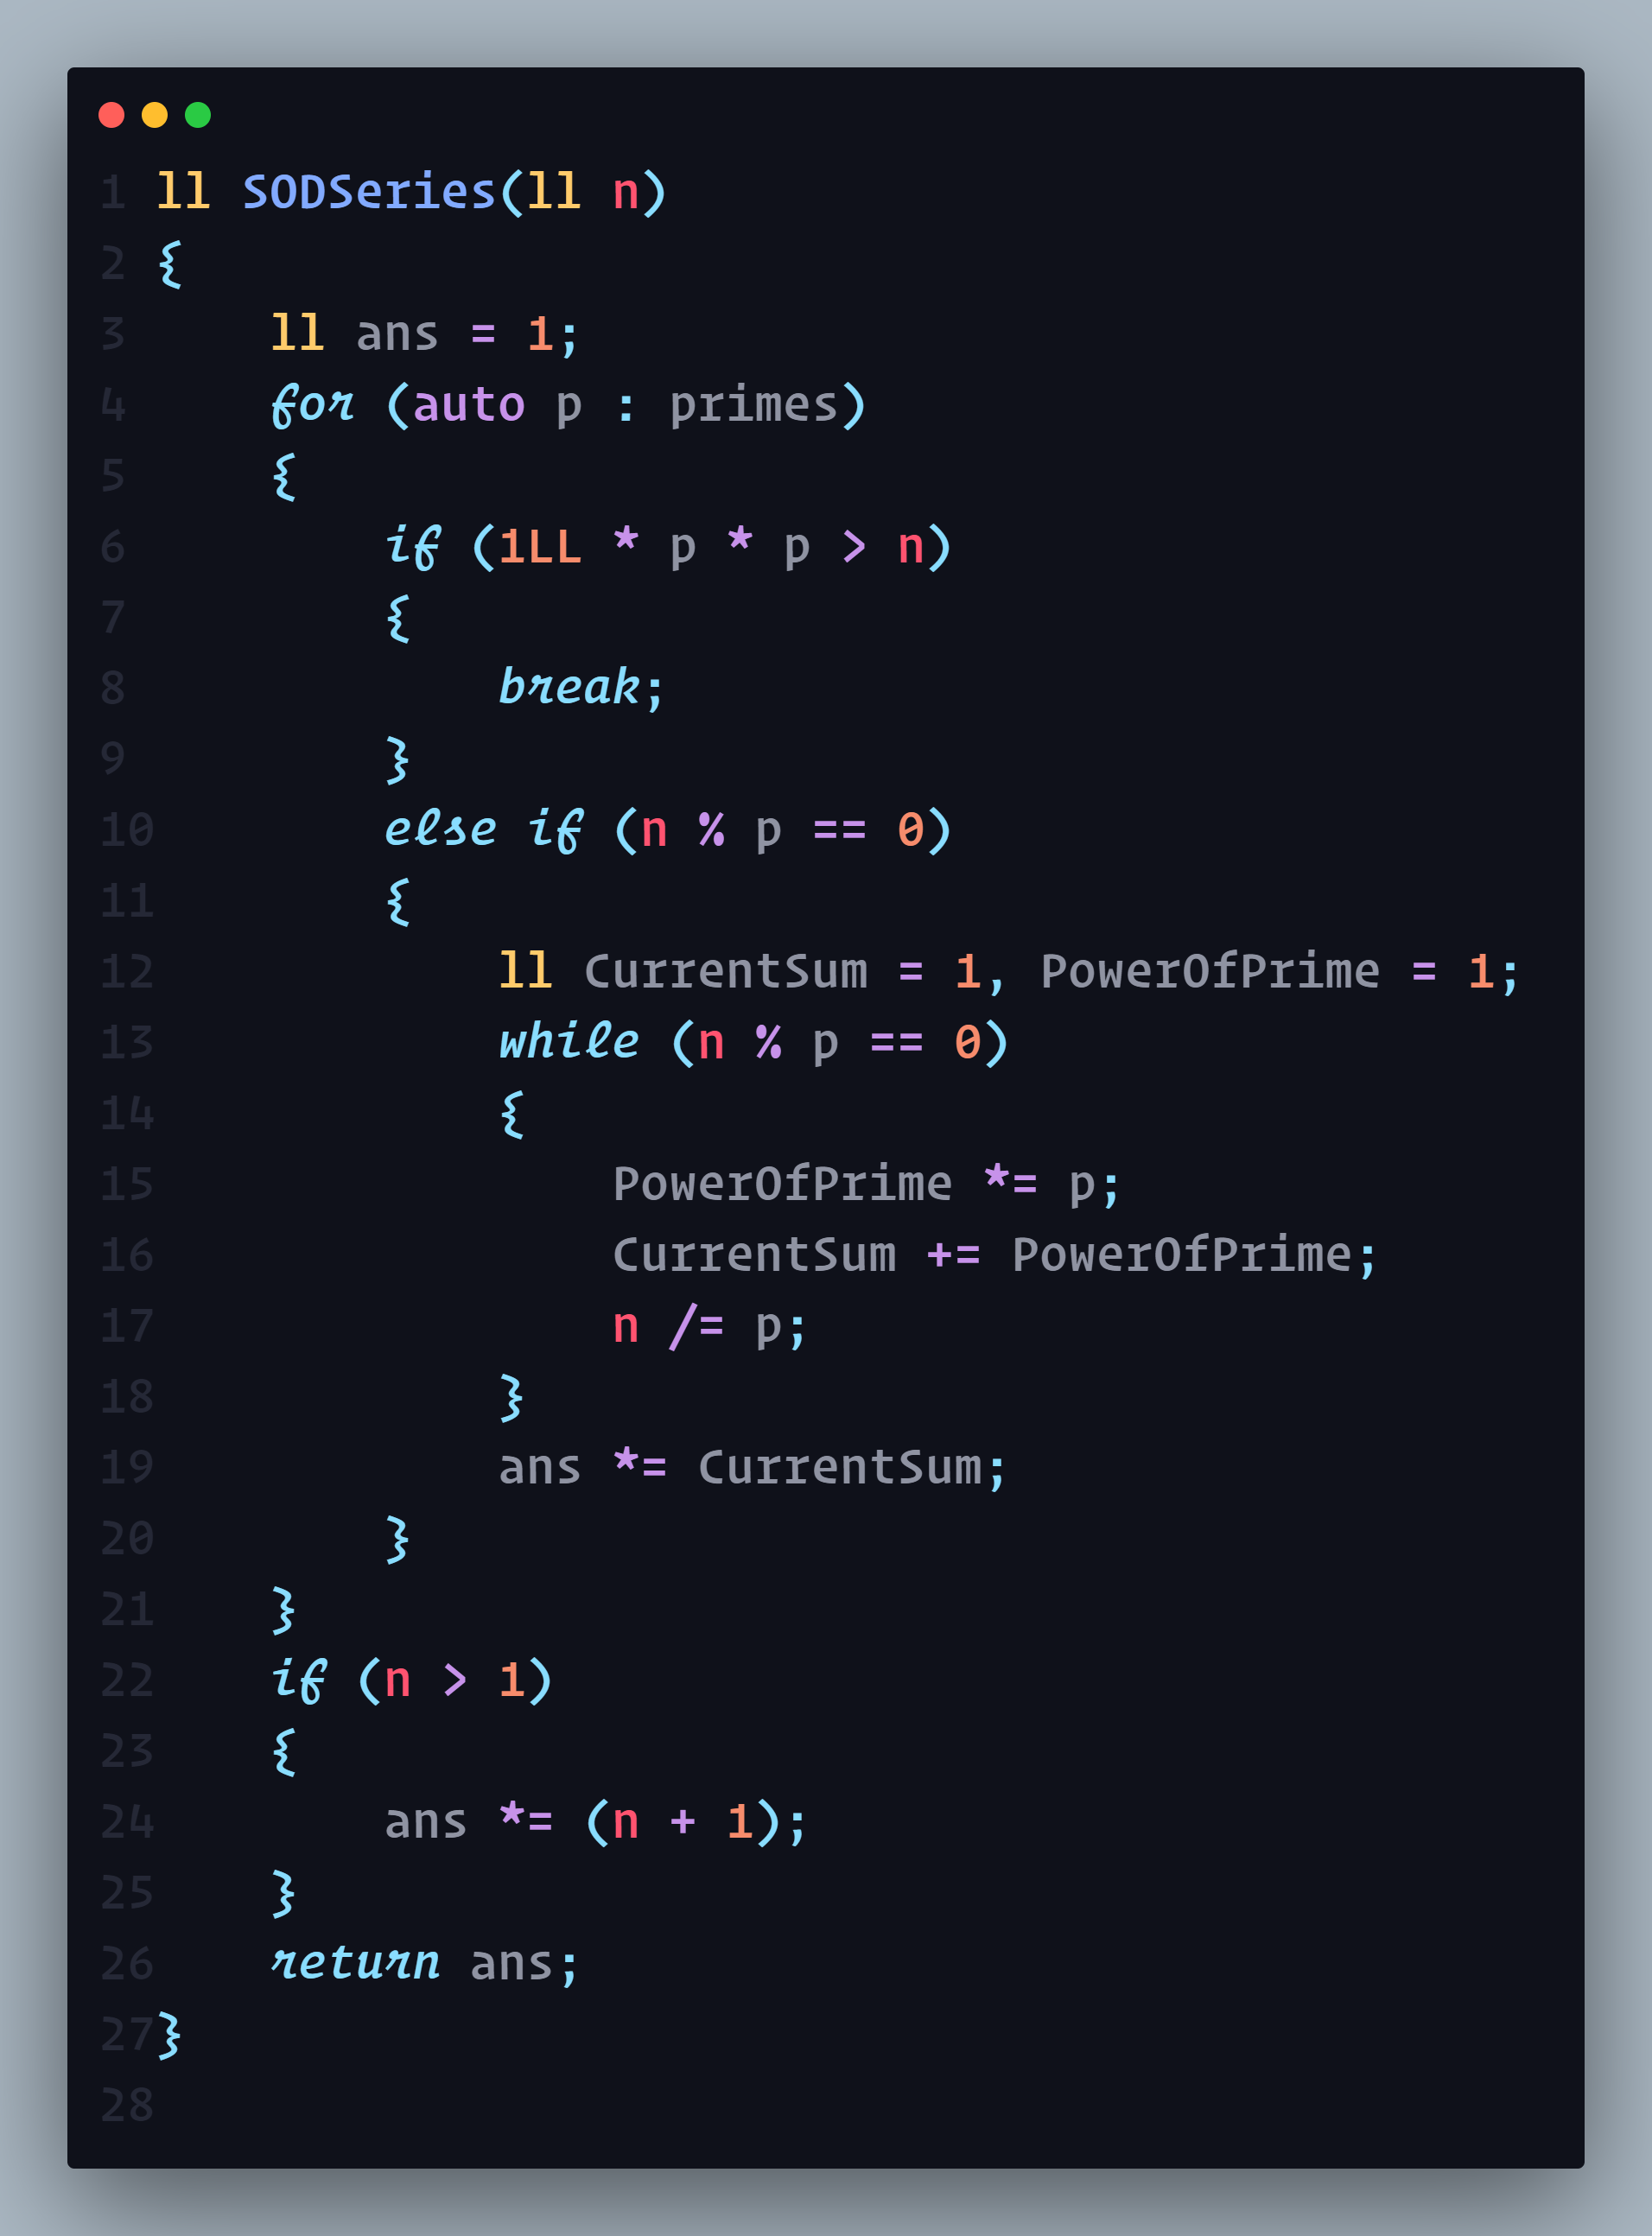 1 ll SODSeries(ll n)
2 {
3     ll ans = 1;
4     for (auto p : primes)
5     {
6         if (1LL * p * p > n)
7         {
8             break;
9         }
10         else if (n % p == 0)
11         {
12             ll CurrentSum = 1, PowerOfPrime = 1;
13             while (n % p == 0)
14             {
15                 PowerOfPrime *= p;
16                 CurrentSum += PowerOfPrime;
17                 n /= p;
18             }
19             ans *= CurrentSum;
20         }
21     }
22     if (n > 1)
23     {
24         ans *= (n + 1);
25     }
26     return ans;
27 }
28